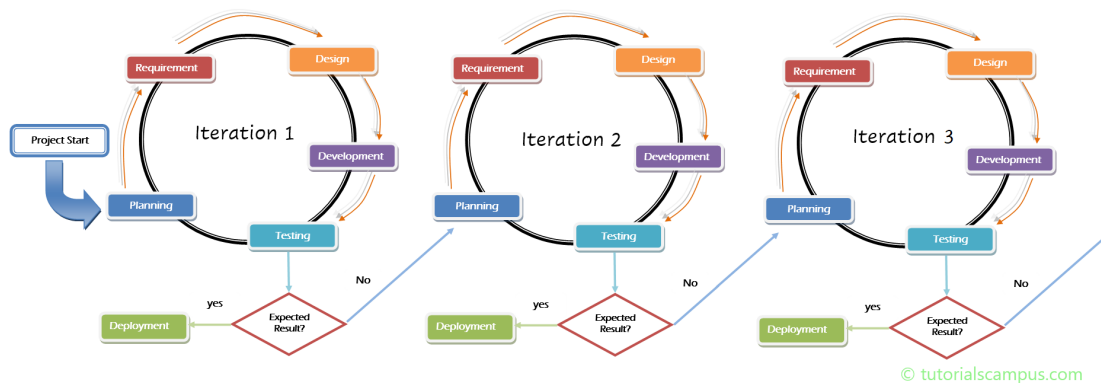 Project Start
Requirement
Design
Iteration 1
Development
Planning
Testing
yes
Expected
Result?
No
Deployment
Requirement
Design
Iteration 2
Development
Planning
Testing
yes
Expected
Result?
No
Deployment
Requirement
Design
Iteration 3
Development
Planning
Testing
yes
Expected
Result?
No
Deployment
© tutorialscampus.com